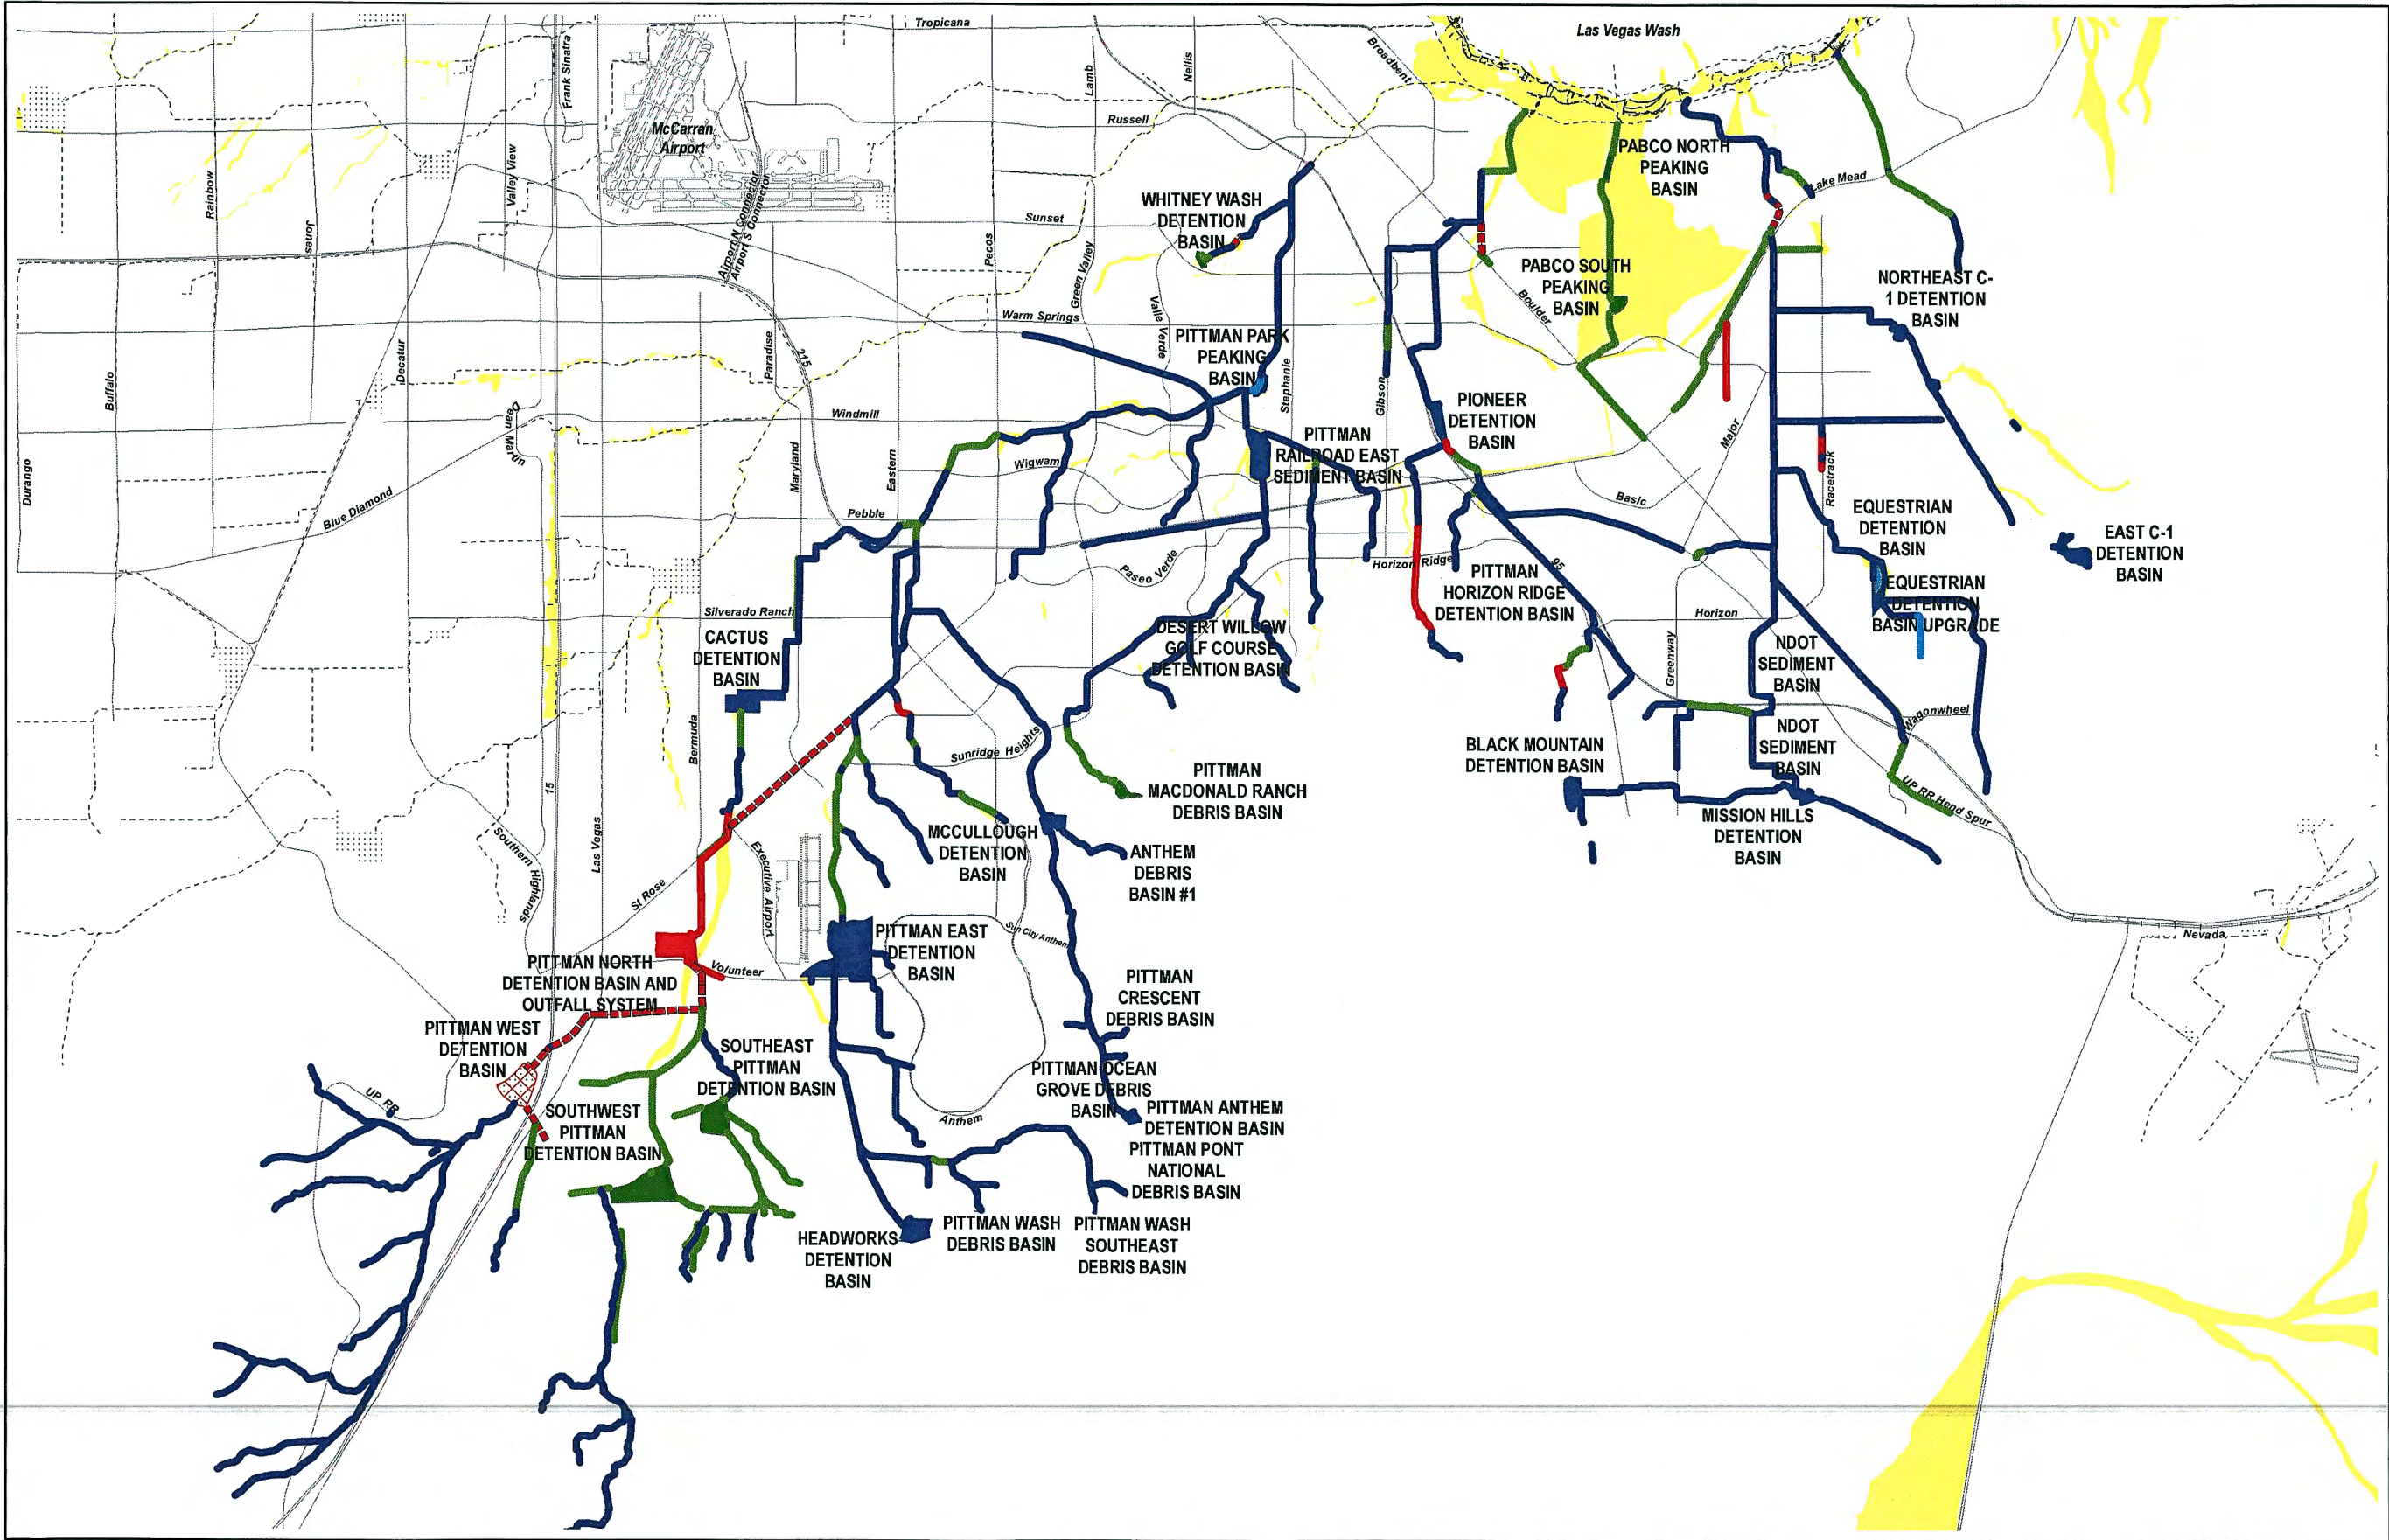 Tropicana
Las Vegas Wash
Frank Sinatra
Broadbent
Lamb
Nellis
McCarran
Airport
Russell
PABCO NORTH
PEAKING
BASIN
Rainbow
Valley View
Lake Mead
WHITNEY WASH
DETENTION
BASIN
Sunset
Jones
Airport N Connector
Airport S Connector
Pecos
Green Valley
PABCO SOUTH
PEAKING
BASIN
NORTHEAST C-
1 DETENTION
BASIN
Valle Verde
Boulder
Warm Springs
PITTMAN PARK
PEAKING
BASIN
Buffalo
Decatur
Paradise
215
Stephanie
Gibson
PIONEER
DETENTION
BASIN
Windmill
Dean Martin
Major
PITTMAN
RAILROAD EAST
SEDIMENT BASIN
Durango
Maryland
Eastern
Wigwam
Racetrack
Basic
Blue Diamond
Pebble
EQUESTRIAN
DETENTION
BASIN
EAST C-1
DETENTION
BASIN
Paseo Verde
Horizon Ridge
95
PITTMAN
HORIZON RIDGE
DETENTION BASIN
EQUESTRIAN
DETENTION
BASIN UPGRADE
Silverado Ranch
Horizon
CACTUS
DETENTION
BASIN
DESERT WILLOW
GOLF COURSE
DETENTION BASIN
Greenway
NDOT
SEDIMENT
BASIN
Bermuda
Wagonwheel
NDOT
SEDIMENT
BASIN
Sunridge Heights
BLACK MOUNTAIN
DETENTION BASIN
PITTMAN
MACDONALD RANCH
DEBRIS BASIN
15
UP RR Hend Spur
MISSION HILLS
DETENTION
BASIN
Southern Highlands
Las Vegas
MCCULLOUGH
DETENTION
BASIN
ANTHEM
DEBRIS
BASIN #1
Executive Airport
St Rose
Sun City Anthem
PITTMAN EAST
DETENTION
BASIN
Nevada
Volunteer
PITTMAN NORTH
DETENTION BASIN AND
OUTFALL SYSTEM
PITTMAN
CRESCENT
DEBRIS BASIN
PITTMAN WEST
DETENTION
BASIN
SOUTHEAST
PITTMAN
DETENTION BASIN
PITTMAN OCEAN
GROVE DEBRIS
BASIN
UP RR
SOUTHWEST
PITTMAN
DETENTION BASIN
Anthem
PITTMAN ANTHEM
DETENTION BASIN
PITTMAN PONT
NATIONAL
DEBRIS BASIN
HEADWORKS
DETENTION
BASIN
PITTMAN WASH
DEBRIS BASIN
PITTMAN WASH
SOUTHEAST
DEBRIS BASIN